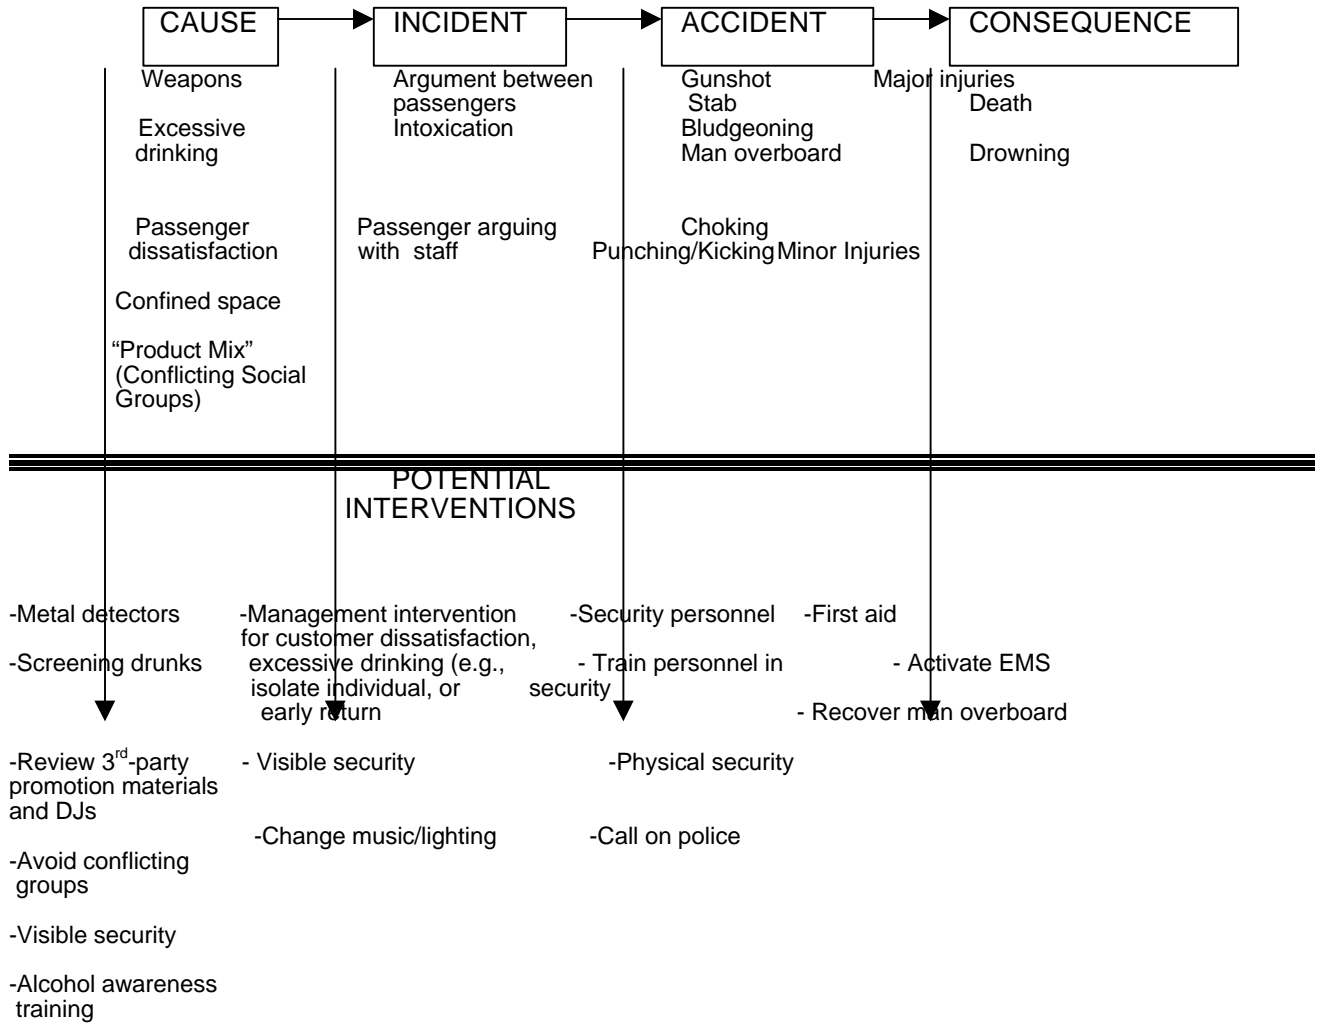 CAUSE INCIDENT ACCIDENT CONSEQUENCE
Weapons
Excessive
drinking
Passenger
dissatisfaction
Confined space
“Product Mix”
(Conflicting Social
Groups)
Argument between
passengers
Intoxication
Passenger arguing
with staff
Gunshot
Stab
Bludgeoning
Man overboard
Choking
Punching/Kicking
Major injuries
Death
Drowning
Minor Injuries
POTENTIAL
INTERVENTIONS
-Metal detectors
-Screening drunks
-Review 3rd-party
promotion materials
and DJs
-Avoid conflicting
groups
-Visible security
-Alcohol awareness
training
-Management intervention
for customer dissatisfaction,
excessive drinking (e.g.,
isolate individual, or
early return
- Visible security
-Change music/lighting
-Security personnel
- Train personnel in
security
-Physical security
-Call on police
-First aid
- Activate EMS
- Recover man overboard